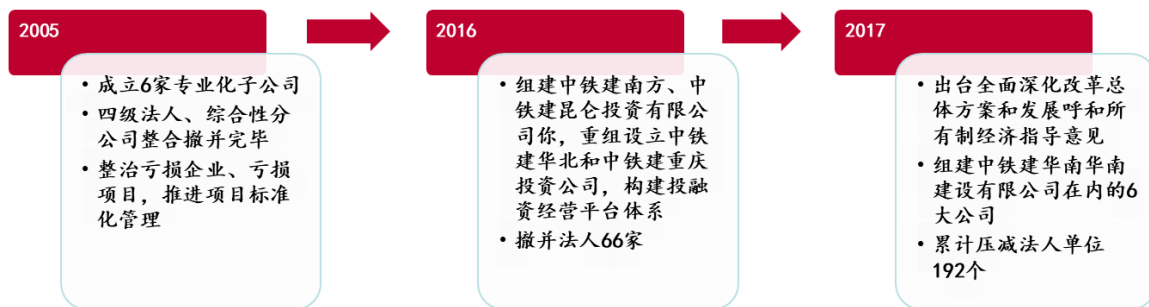 2005
• 成立6家专业化子公司
• 四级法人、综合性分
公司整合撤并完毕
• 整治亏损企业、亏损
项目，推进项目标准
化管理
2016
• 组建中铁建南方、中
铁建昆仑投资有限公
司你，重组设立中铁
建华北和中铁建重庆
投资公司，构建投融
资经营平台体系
• 撤并法人66家
2017
• 出台全面深化改革总
体方案和发展呼和所
有制经济指导意见
• 组建中铁建华南华南
建设有限公司在内的6
大公司
• 累计压减法人单位
192个